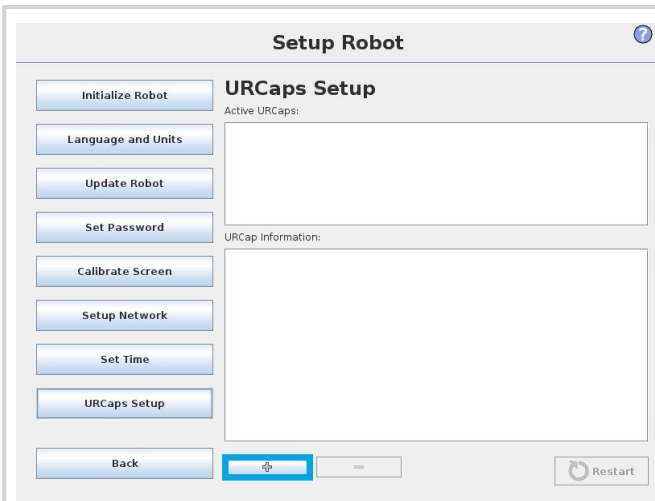 Setup Robot
?
Initialize Robot
Language and Units
Update Robot
Set Password
Calibrate Screen
Setup Network
Set Time
URCaps Setup
Back
URCaps Setup
Active URCaps:
URCap Information:
Restart